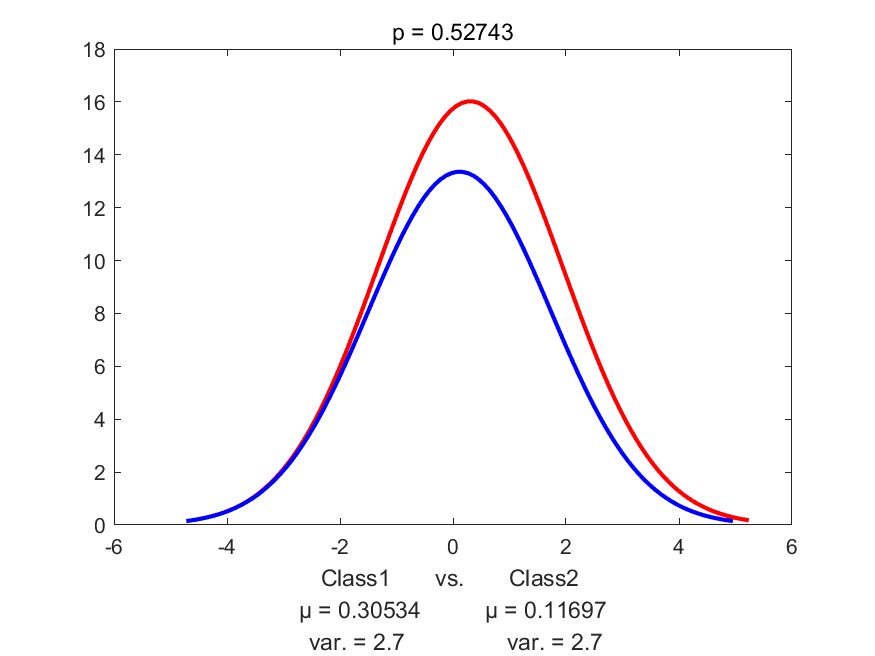 p = 0.52743
18
16
14
12
10
8
6
4
2
0
-6 -4 -2 0 2 4 6
Class1 vs. Class2
μ = 0.30534 μ = 0.11697
var. = 2.7 var. = 2.7